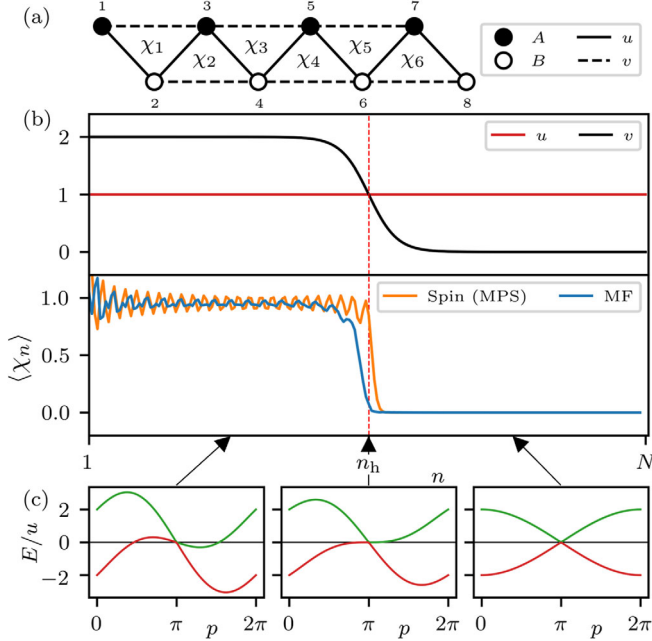 (a)
1 3 5 7
χ1 χ2 χ3 χ4 χ5 χ6
2 4 6 8
A u
B v
(b)
2
1
0
u v
1.0
0.5
0.0
⟨χn⟩
Spin (MPS) MF
1 nh N
n
(c)
E/u
2
0
−2
0 π p 2π
0 π p 2π
0 π p 2π